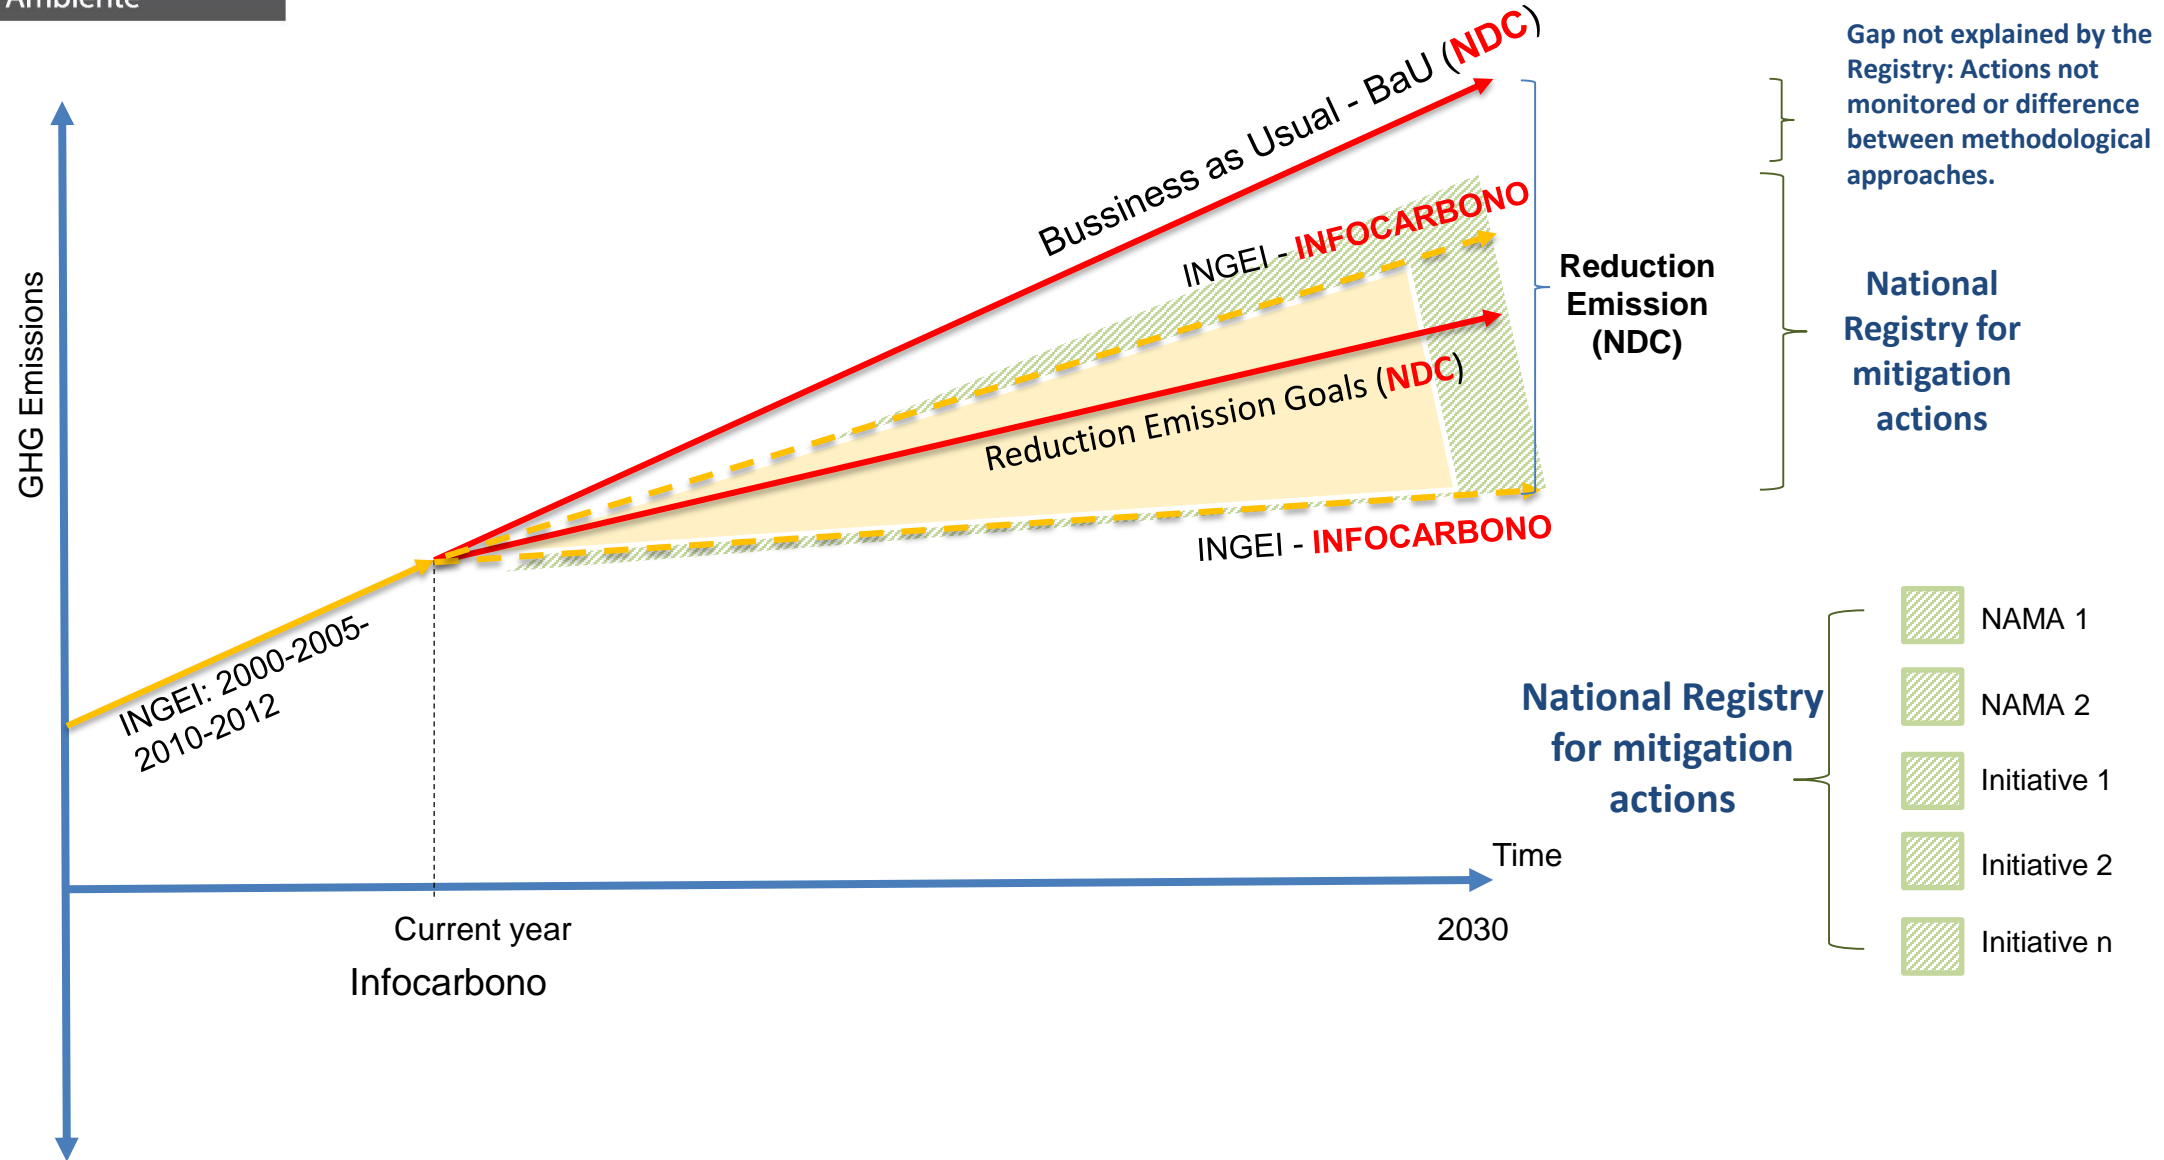 Ambiente
Gap not explained by the
Registry: Actions not
monitored or difference
between methodological
approaches.
Bussiness as Usual - BaU (NDC)
INGEI - INFOCARBONO
Reduction
Emission
(NDC)
National
Registry for
mitigation
actions
GHG Emissions
Reduction Emission Goals (NDC)
INGEI - INFOCARBONO
INGEI: 2000-2005-
2010-2012
National Registry
for mitigation
actions
NAMA 1
NAMA 2
Initiative 1
Initiative 2
Initiative n
Time
Current year
2030
Infocarbono